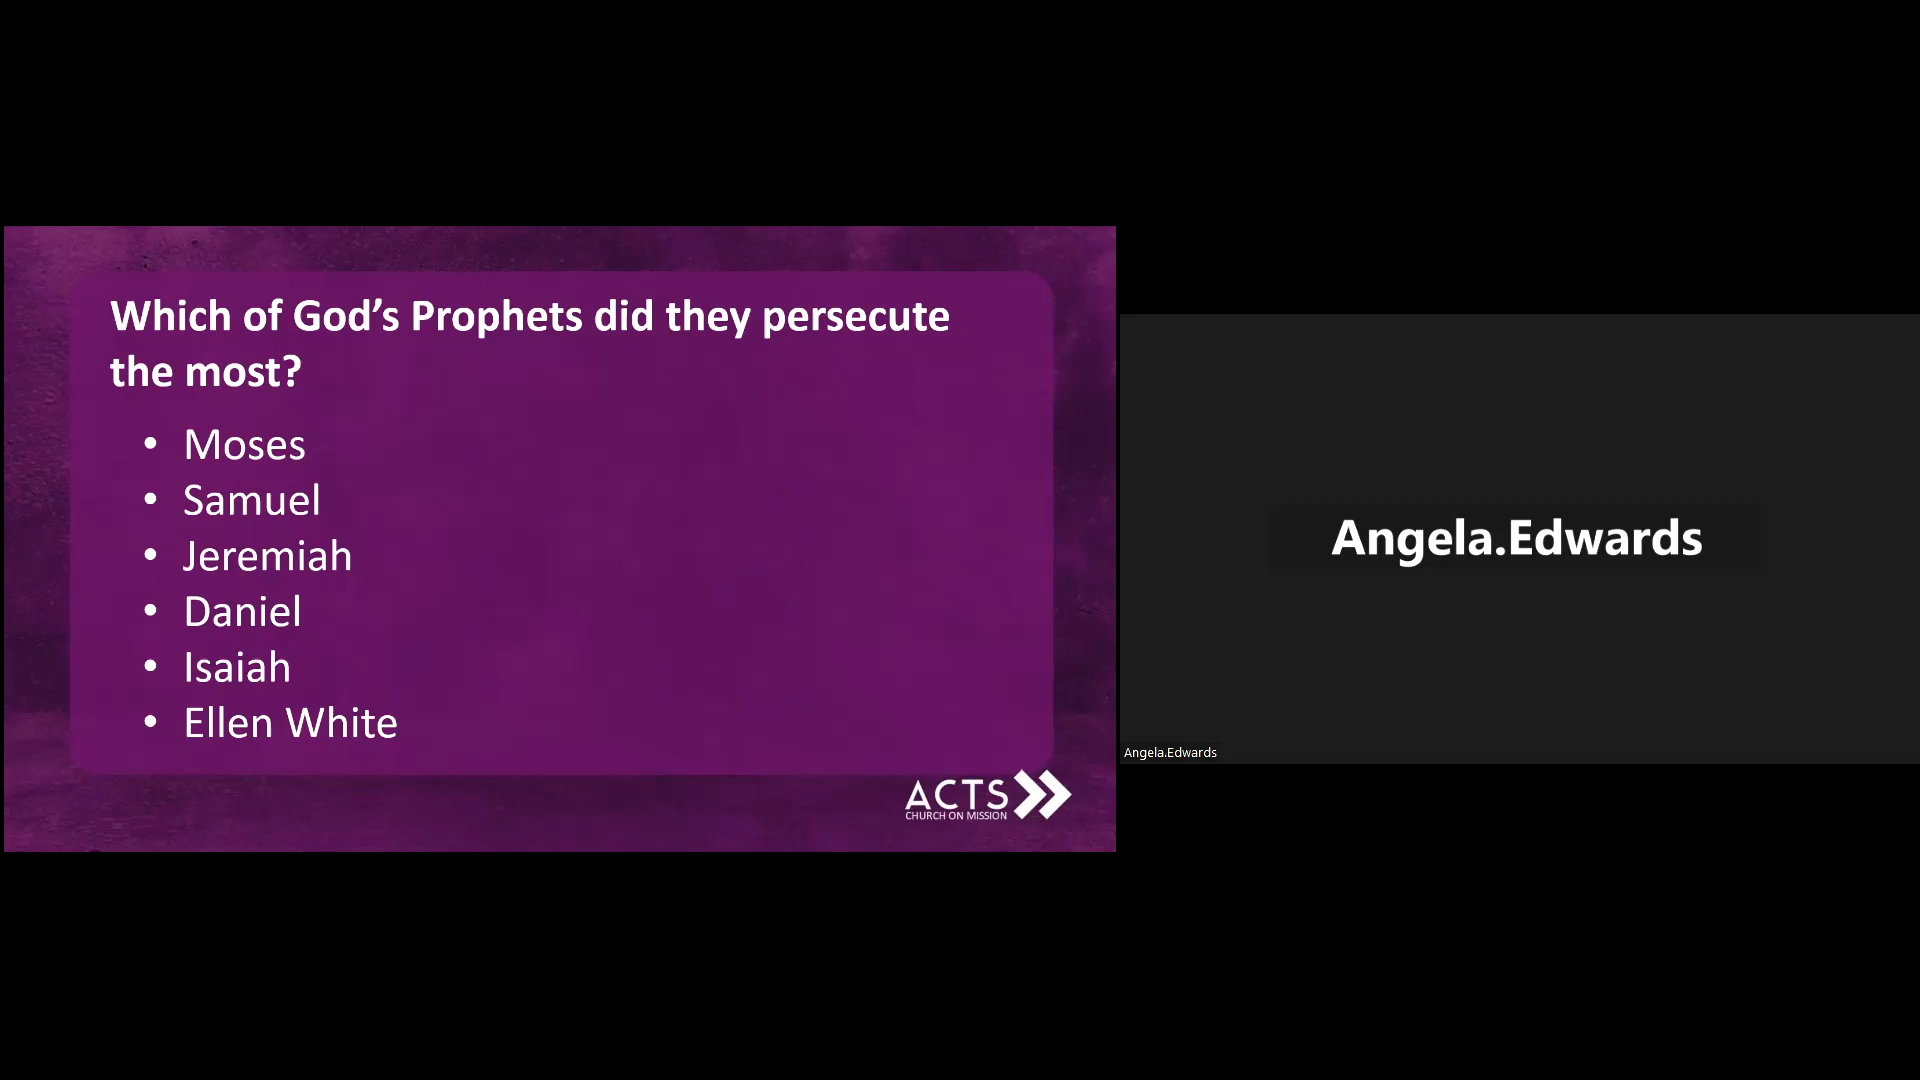 Which of God’s Prophets did they persecute
the most?
• Moses
• Samuel
• Jeremiah
• Daniel
• Isaiah
• Ellen White
ACTS
CHURCH ON MISSION
Angela.Edwards
Angela.Edwards